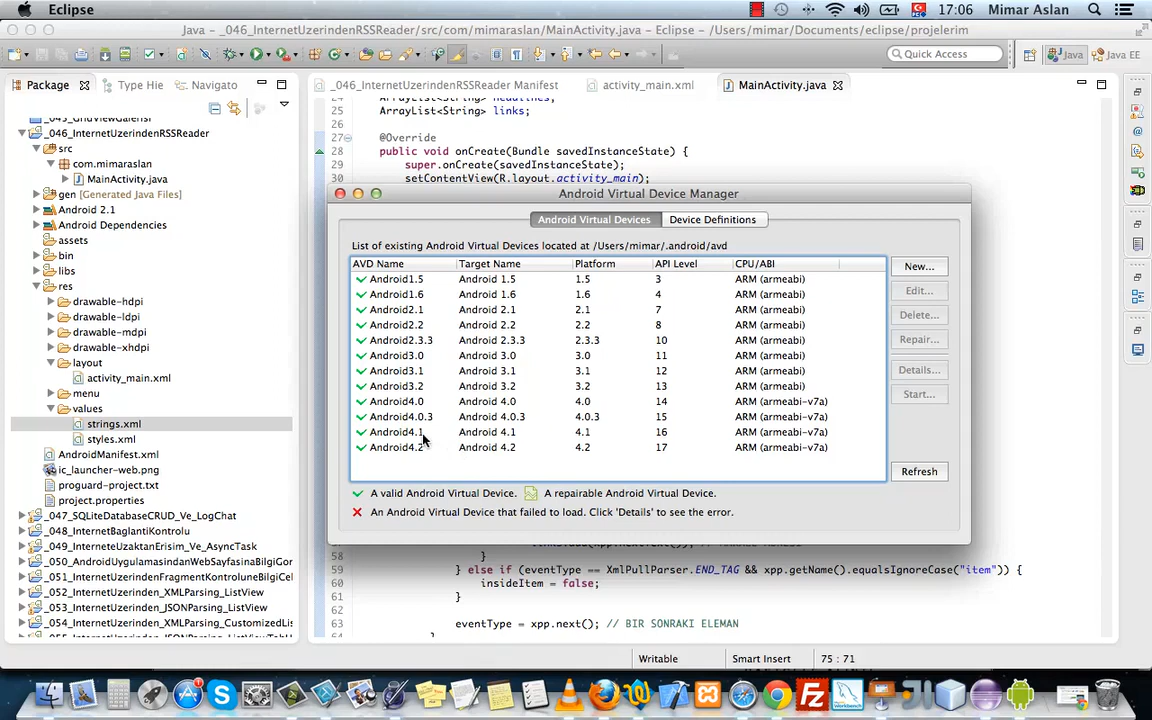 Eclipse
17:06
Mimar Aslan
Java – _046_InternetUzerindenRSSReader/src/com/mimaraslan/MainActivity.java – Eclipse – /Users/mimar/Documents/eclipse/projelerim
Quick Access
Java
Java EE
Package
Type Hie
Navigato
_046_InternetUzerindenRSSReader Manifest
activity_main.xml
MainActivity.java
_046_InternetUzerindenRSSReader
src
com.mimaraslan
MainActivity.java
gen [Generated Java Files]
Android 2.1
Android Dependencies
assets
bin
libs
res
drawable-hdpi
drawable-ldpi
drawable-mdpi
drawable-xhdpi
layout
activity_main.xml
menu
values
strings.xml
styles.xml
AndroidManifest.xml
ic_launcher-web.png
proguard-project.txt
project.properties
_047_SQLiteDatabaseCRUD_Ve_LogChat
_048_InternetBaglantiKontrolu
_049_InterneteUzaktanErisim_Ve_AsyncTask
_050_AndroidUygulamasindanWebSayfasinaBilgi
_051_InternetdenFragmentKontroluneBilgiCel
_052_Internetden_XMLParsing_ListView
_053_Internetden_JSONParsing_ListView
_054_Internetden_XMLParsing_CustomizedLis
25 ArrayList<String> links;
26
27 @Override
28 public void onCreate(Bundle savedInstanceState) {
29 super.onCreate(savedInstanceState);
30 setContentView(R.layout.activity_main);
Android Virtual Device Manager
Android Virtual Devices
Device Definitions
List of existing Android Virtual Devices located at /Users/mimar/.android/avd
AVD Name Target Name Platform API Level CPU/ABI
Android1.5 Android 1.5 1.5 3 ARM (armeabi)
Android1.6 Android 1.6 1.6 4 ARM (armeabi)
Android2.1 Android 2.1 2.1 7 ARM (armeabi)
Android2.2 Android 2.2 2.2 8 ARM (armeabi)
Android2.3.3 Android 2.3.3 2.3.3 10 ARM (armeabi)
Android3.0 Android 3.0 3.0 11 ARM (armeabi)
Android3.1 Android 3.1 3.1 12 ARM (armeabi)
Android3.2 Android 3.2 3.2 13 ARM (armeabi)
Android4.0 Android 4.0 4.0 14 ARM (armeabi-v7a)
Android4.0.3 Android 4.0.3 4.0.3 15 ARM (armeabi-v7a)
Android4.1 Android 4.1 4.1 16 ARM (armeabi-v7a)
Android4.2 Android 4.2 4.2 17 ARM (armeabi-v7a)
New...
Edit...
Delete...
Repair...
Details...
Start...
Refresh
A valid Android Virtual Device. A repairable Android Virtual Device.
An Android Virtual Device that failed to load. Click 'Details' to see the error.
58 }
59 } else if (eventType == XmlPullParser.END_TAG && xpp.getName().equalsIgnoreCase("item")) {
60 insideItem = false;
61 }
62
63 eventType = xpp.next(); // BIR SONRAKI ELEMAN
Writable
Smart Insert
75 : 71